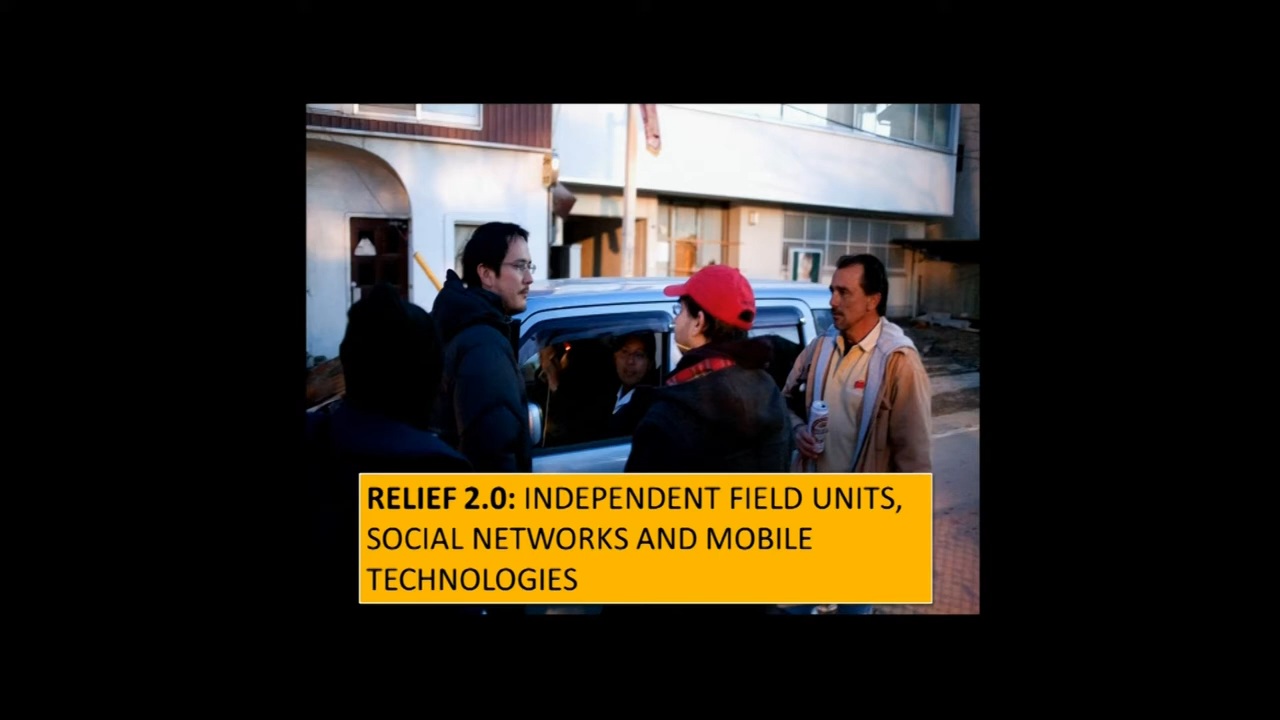 RELIEF 2.0: INDEPENDENT FIELD UNITS,
SOCIAL NETWORKS AND MOBILE
TECHNOLOGIES